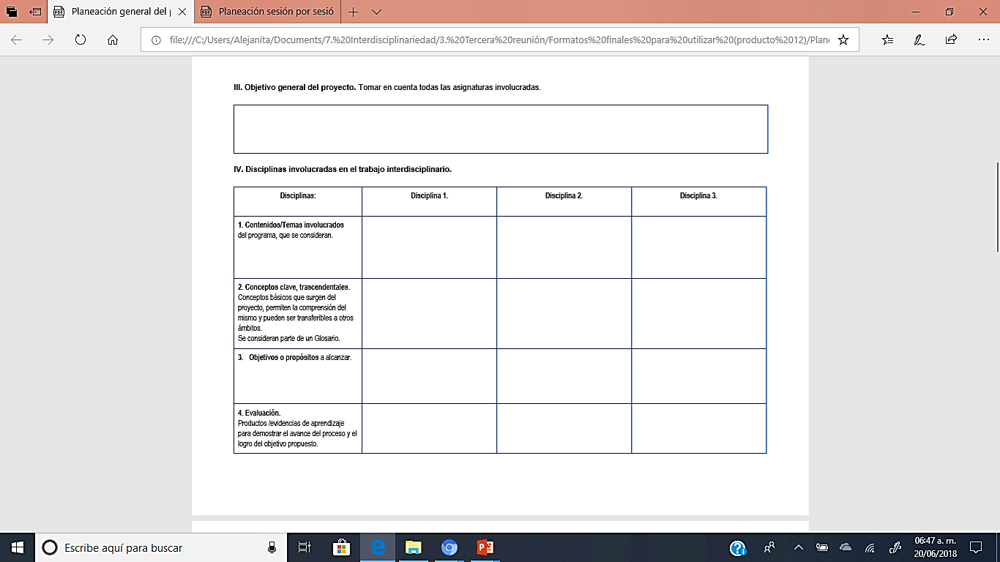 Planeación general del p
Planeación sesión por sesió
file:///C:/Users/Alejanita/Documents/7.%20Interdisciplinariedad/3.%20Tercera%20reunión/Formatos%20finales%20para%20utilizar%20(producto%2012)/Plan
III. Objetivo general del proyecto. Tomar en cuenta todas las asignaturas involucradas.
IV. Disciplinas involucradas en el trabajo interdisciplinario.
Disciplinas:
Disciplina 1.
Disciplina 2.
Disciplina 3.
1. Contenidos/Temas involucrados
del programa, que se consideran.
2. Conceptos clave, trascendentales.
Conceptos básicos que surgen del
proyecto, permiten la comprensión del
mismo y pueden ser transferibles a otros
ámbitos.
Se consideran parte de un Glosario.
3. Objetivos o propósitos a alcanzar.
4. Evaluación.
Productos /evidencias de aprendizaje
para demostrar el avance del proceso y el
logro del objetivo propuesto.
Escribe aquí para buscar
06:47 a. m.
20/06/2018